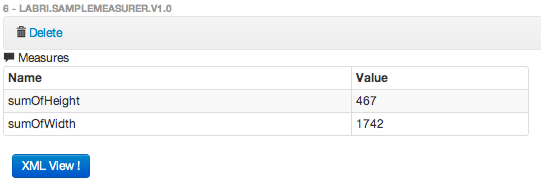 6 - LABRI.SAMPLEMEASURER.V1.0
Delete
Measures
Name Value
sumOfHeight 467
sumOfWidth 1742
XML View !